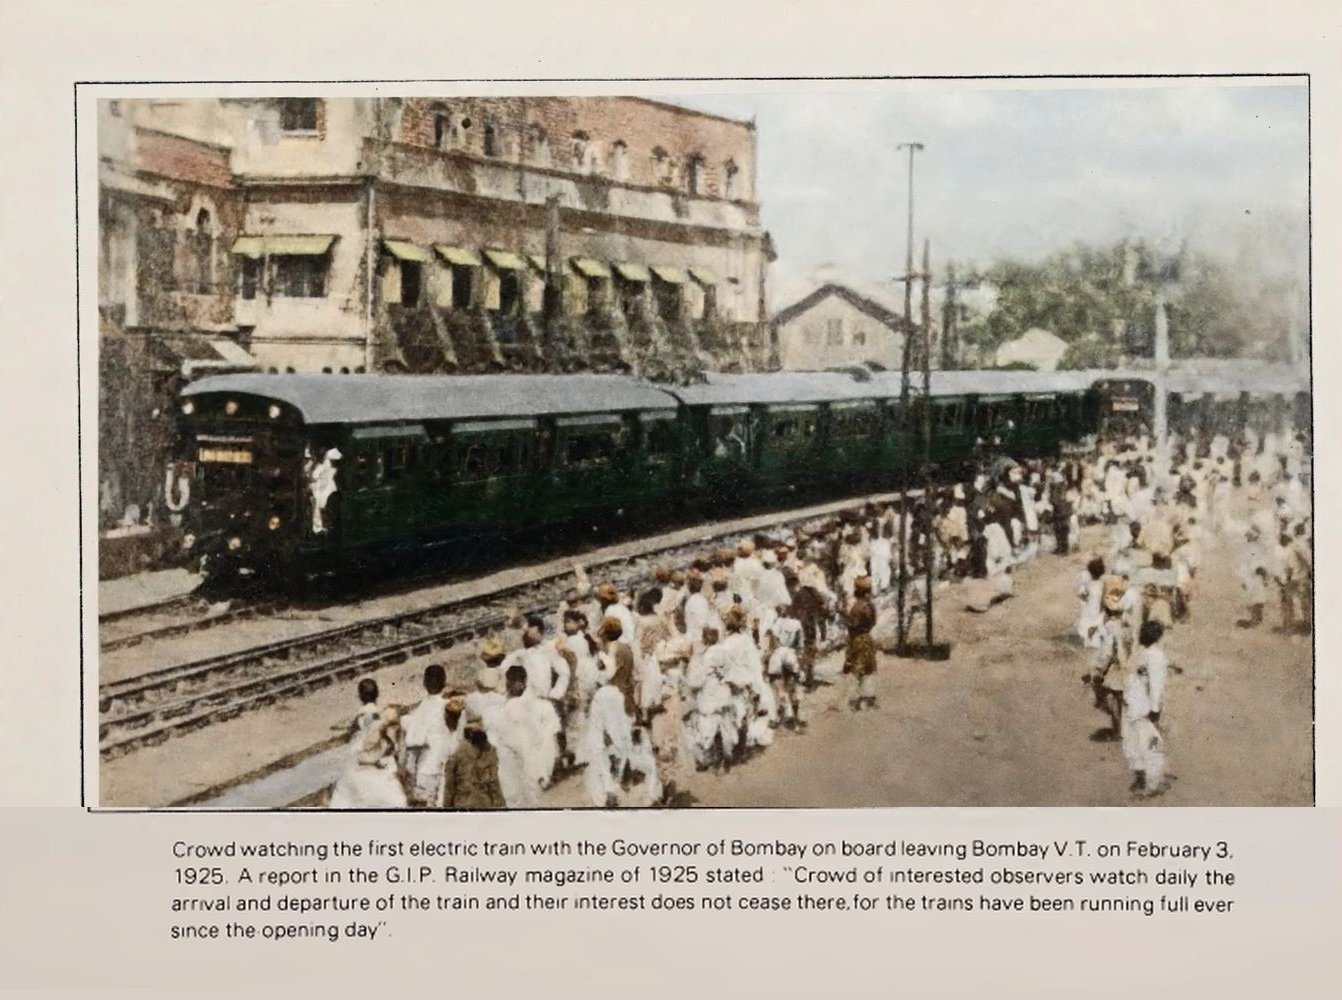 Crowd watching the first electric train with the Governor of Bombay on board leaving Bombay V.T. on February 3,
1925. A report in the G.I.P. Railway magazine of 1925 stated : "Crowd of interested observers watch daily the
arrival and departure of the train and their interest does not cease there, for the trains have been running full ever
since the opening day".